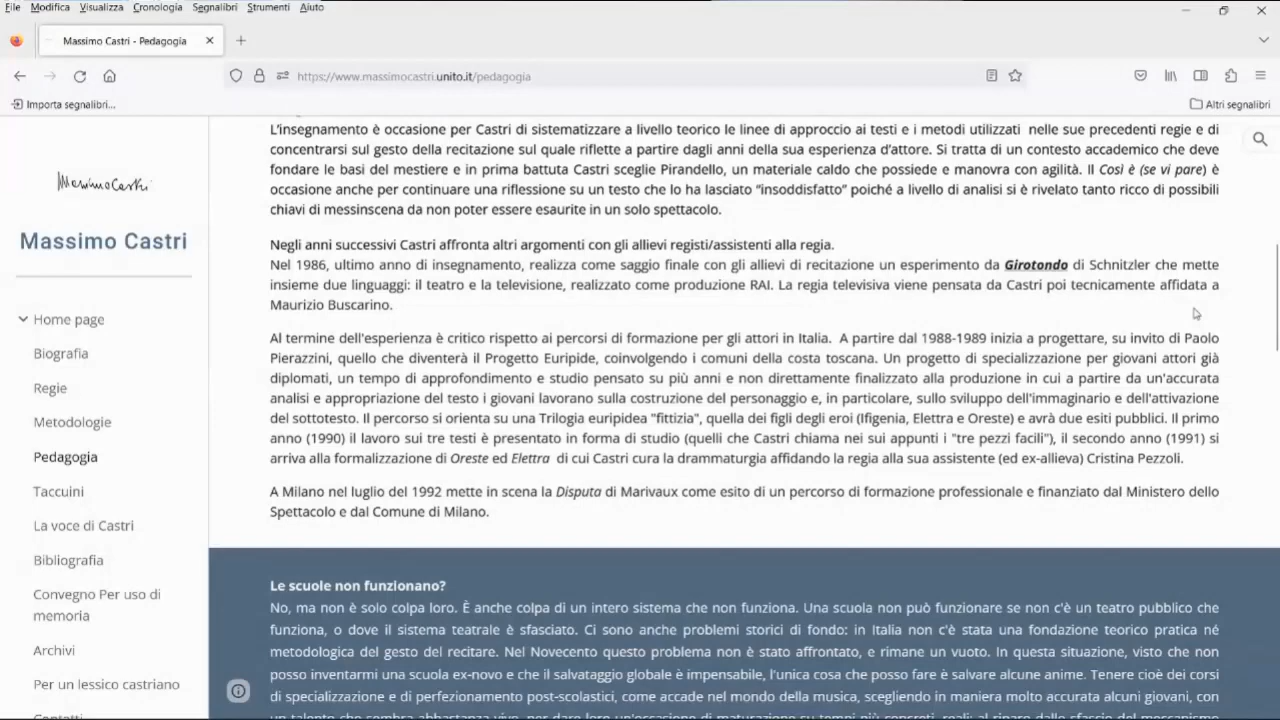 File Modifica Visualizza Cronologia Segnalibri Strumenti Aiuto
Massimo Castri - Pedagogia
https://www.massimocastri.unito.it/pedagogia
Importa segnalibri...
Altri segnalibri
Massimo Castri
Massimo Castri
Home page
Biografia
Regie
Metodologie
Pedagogia
Taccuini
La voce di Castri
Bibliografia
Convegno Per uso di
memoria
Archivi
Per un lessico castriano
Contatti
L'insegnamento è occasione per Castri di sistematizzare a livello teorico le linee di approccio ai testi e i metodi utilizzati nelle sue precedenti regie e di
concentrarsi sul gesto della recitazione sul quale riflette a partire dagli anni della sua esperienza d'attore. Si tratta di un contesto accademico che deve
fondare le basi del mestiere e in prima battuta Castri sceglie Pirandello, un materiale caldo che possiede e manovra con agilità. Il Così è (se vi pare) è
occasione anche per continuare una riflessione su un testo che lo ha lasciato "insoddisfatto" poiché a livello di analisi si è rivelato tanto ricco di possibili
chiavi di messinscena da non poter essere esaurite in un solo spettacolo.
Negli anni successivi Castri affronta altri argomenti con gli allievi registi/assistenti alla regia.
Nel 1986, ultimo anno di insegnamento, realizza come saggio finale con gli allievi di recitazione un esperimento da Girotondo di Schnitzler che mette
insieme due linguaggi: il teatro e la televisione, realizzato come produzione RAI. La regia televisiva viene pensata da Castri poi tecnicamente affidata a
Maurizio Buscarino.
Al termine dell'esperienza è critico rispetto ai percorsi di formazione per gli attori in Italia. A partire dal 1988-1989 inizia a progettare, su invito di Paolo
Pierazzini, quello che diventerà il Progetto Euripide, coinvolgendo i comuni della costa toscana. Un progetto di specializzazione per giovani attori già
diplomati, un tempo di approfondimento e studio pensato su più anni e non direttamente finalizzato alla produzione in cui a partire da un'accurata
analisi e appropriazione del testo i giovani lavorano sulla costruzione del personaggio e, in particolare, sullo sviluppo dell'immaginario e dell'attivazione
del sottotesto. Il percorso si orienta su una Trilogia euripidea "fittizia", quella dei figli degli eroi (Ifigenia, Elettra e Oreste) e avrà due esiti pubblici. Il primo
anno (1990) il lavoro sui tre testi è presentato in forma di studio (quelli che Castri chiama nei sui appunti i "tre pezzi facili"), il secondo anno (1991) si
arriva alla formalizzazione di Oreste ed Elettra di cui Castri cura la drammaturgia affidando la regia alla sua assistente (ed ex-allieva) Cristina Pezzoli.
A Milano nel luglio del 1992 mette in scena la Disputa di Marivaux come esito di un percorso di formazione professionale e finanziato dal Ministero dello
Spettacolo e dal Comune di Milano.
Le scuole non funzionano?
No, ma non è solo colpa loro. È anche colpa di un intero sistema che non funziona. Una scuola non può funzionare se non c'è un teatro pubblico che
funziona, o dove il sistema teatrale è sfasciato. Ci sono anche problemi storici di fondo: in Italia non c'è stata una fondazione teorico pratica né
metodologica del gesto del recitare. Nel Novecento questo problema non è stato affrontato, e rimane un vuoto. In questa situazione, visto che non
posso inventarmi una scuola ex-novo e che il salvataggio globale è impensabile, l'unica cosa che posso fare è salvare alcune anime. Tenere cioè dei corsi
di specializzazione e di perfezionamento post-scolastici, come accade nel mondo della musica, scegliendo in maniera molto accurata alcuni giovani, con
un talento che sembra abbastanza vivo, per dare loro un'occasione di maturazione su tempi più concreti, reali; al riparo dallo sfascio del meccanismo